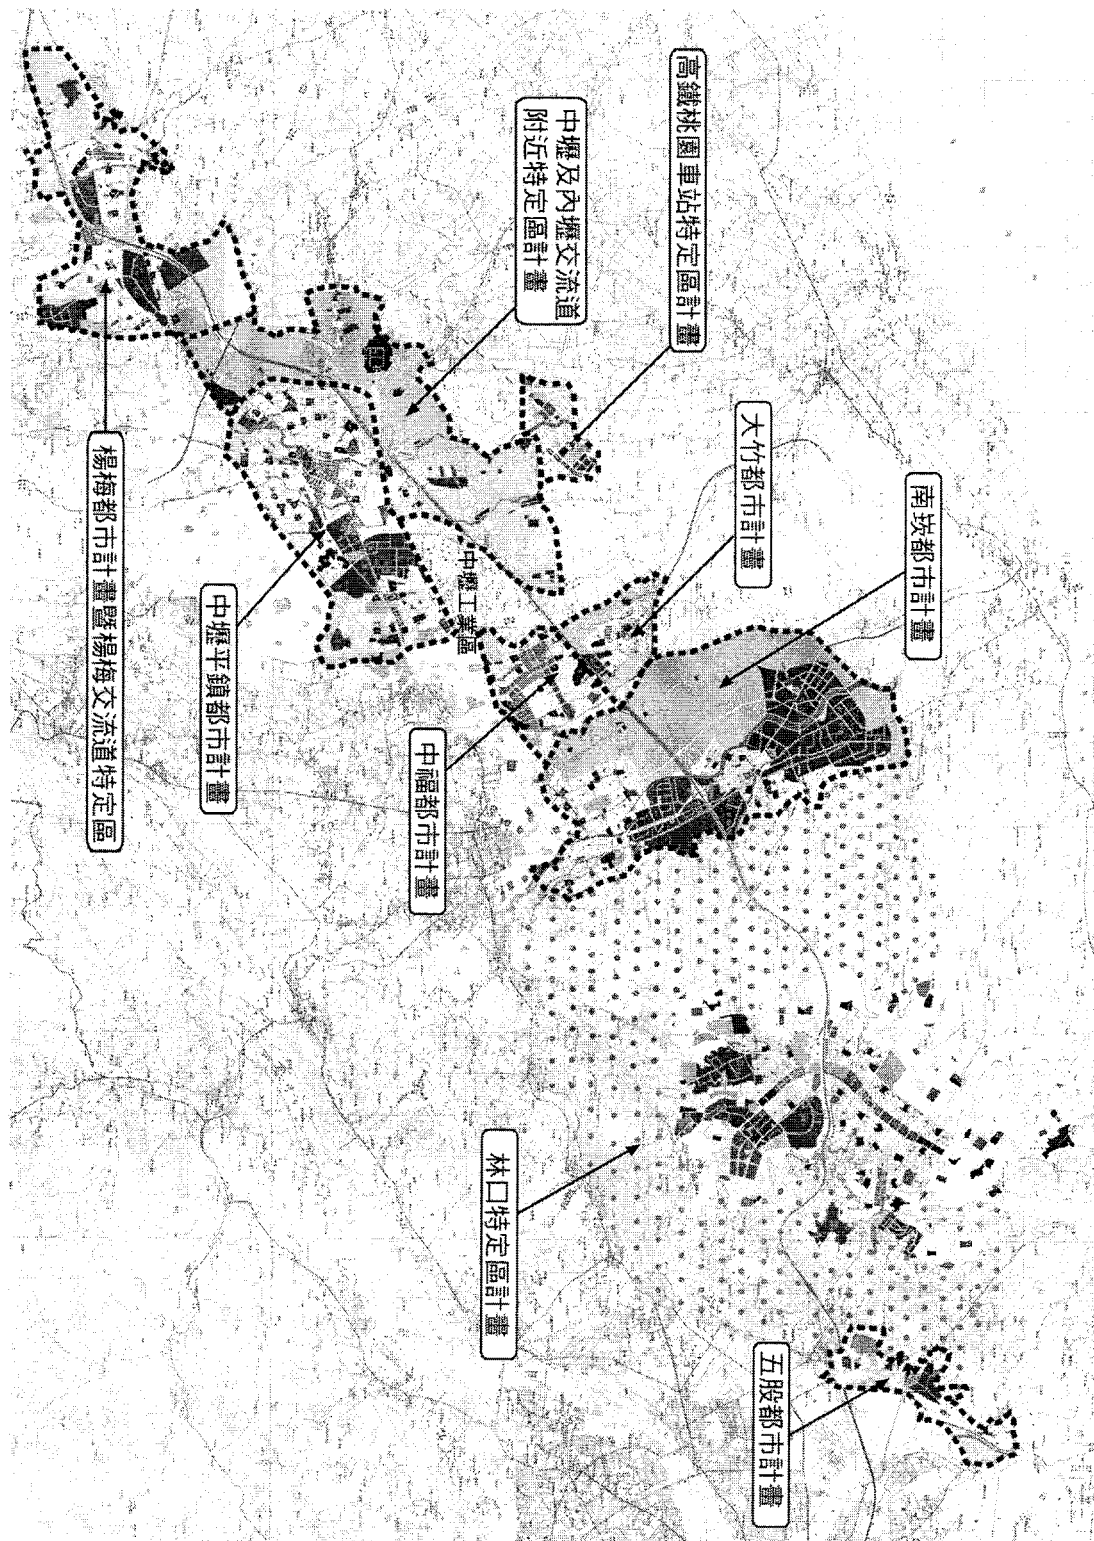 高鐵桃園車站特定區計畫
中壢及內壢交流道
附近特定區計畫
大竹都市計畫
南崁都市計畫
楊梅都市計畫暨楊梅交流道特定區
中壢平鎮都市計畫
中壢工業區
中福都市計畫
林口特定區計畫
五股都市計畫